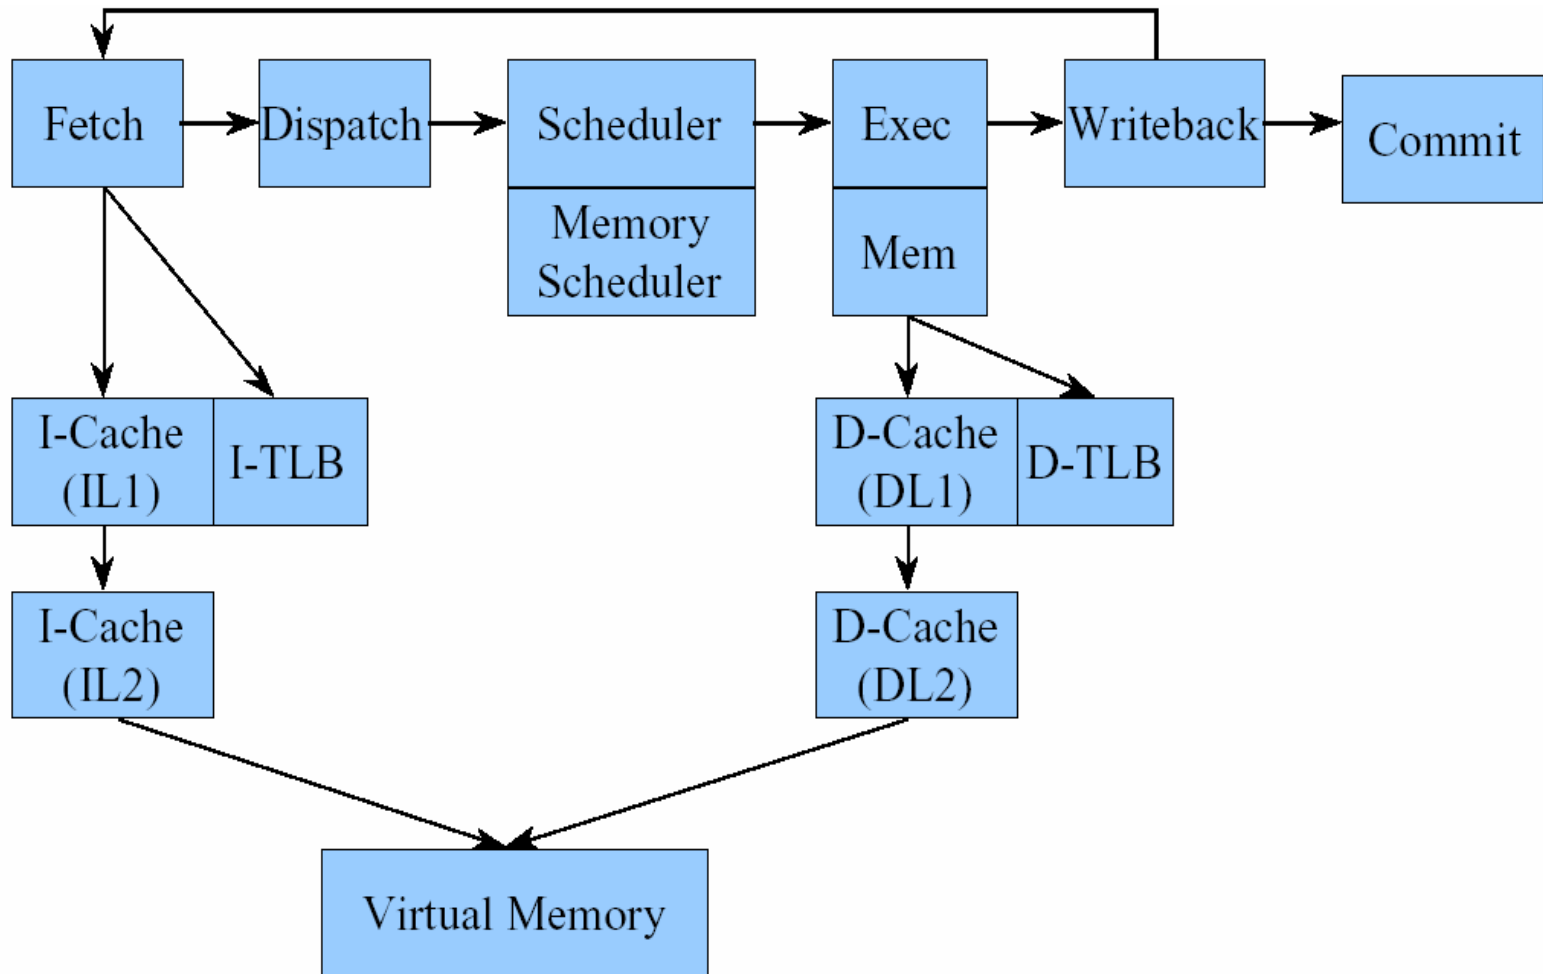 Fetch
Dispatch
Scheduler
Exec
Writeback
Commit
Memory
Scheduler
Mem
I-Cache
(IL1)
I-TLB
D-Cache
(DL1)
D-TLB
I-Cache
(IL2)
D-Cache
(DL2)
Virtual Memory